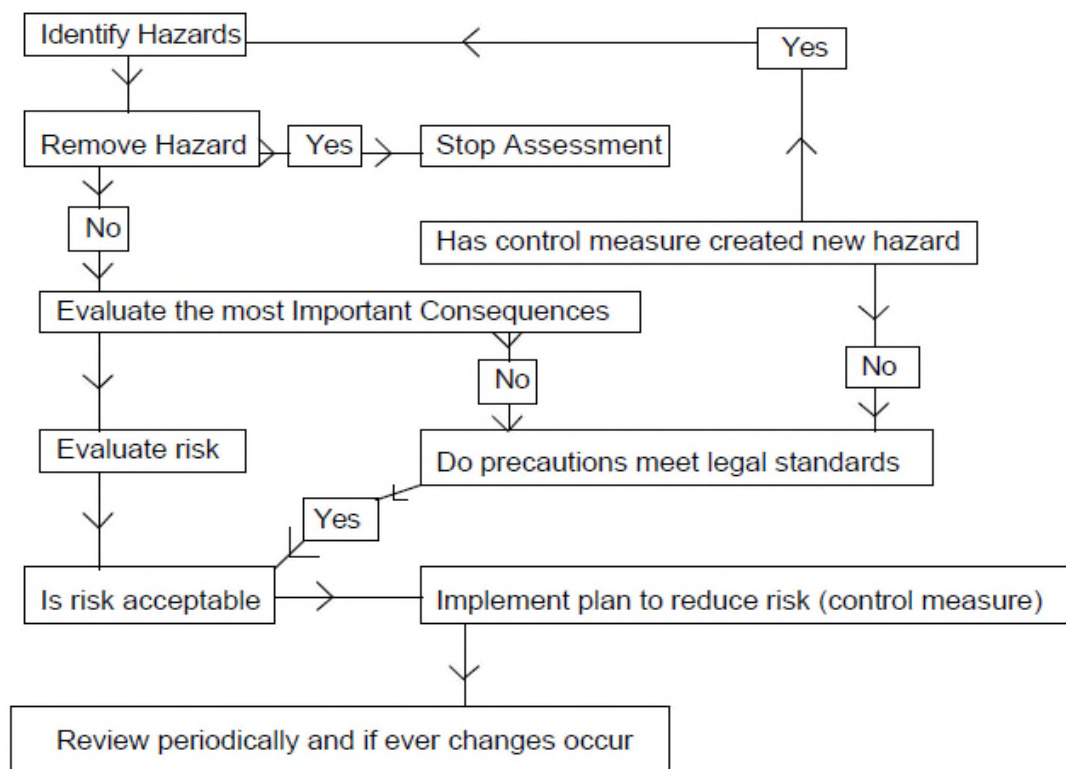 Identify Hazards
Yes
Remove Hazard
Yes
Stop Assessment
No
Has control measure created new hazard
Evaluate the most Important Consequences
No
No
Evaluate risk
Do precautions meet legal standards
Yes
Is risk acceptable
Implement plan to reduce risk (control measure)
Review periodically and if ever changes occur